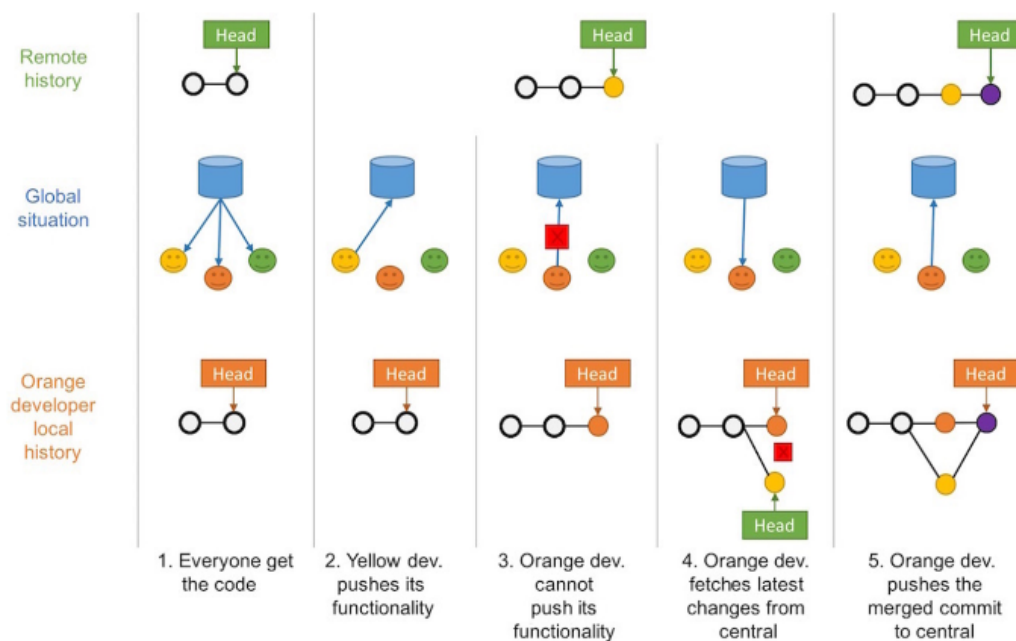 Head
Head
Head
Remote
history
Global
situation
Head
Head
Head
Head
Head
Orange
developer
local
history
Head
1. Everyone get
the code
2. Yellow dev.
pushes its
functionality
3. Orange dev.
cannot
push its
functionality
4. Orange dev.
fetches latest
changes from
central
5. Orange dev.
pushes the
merged commit
to central